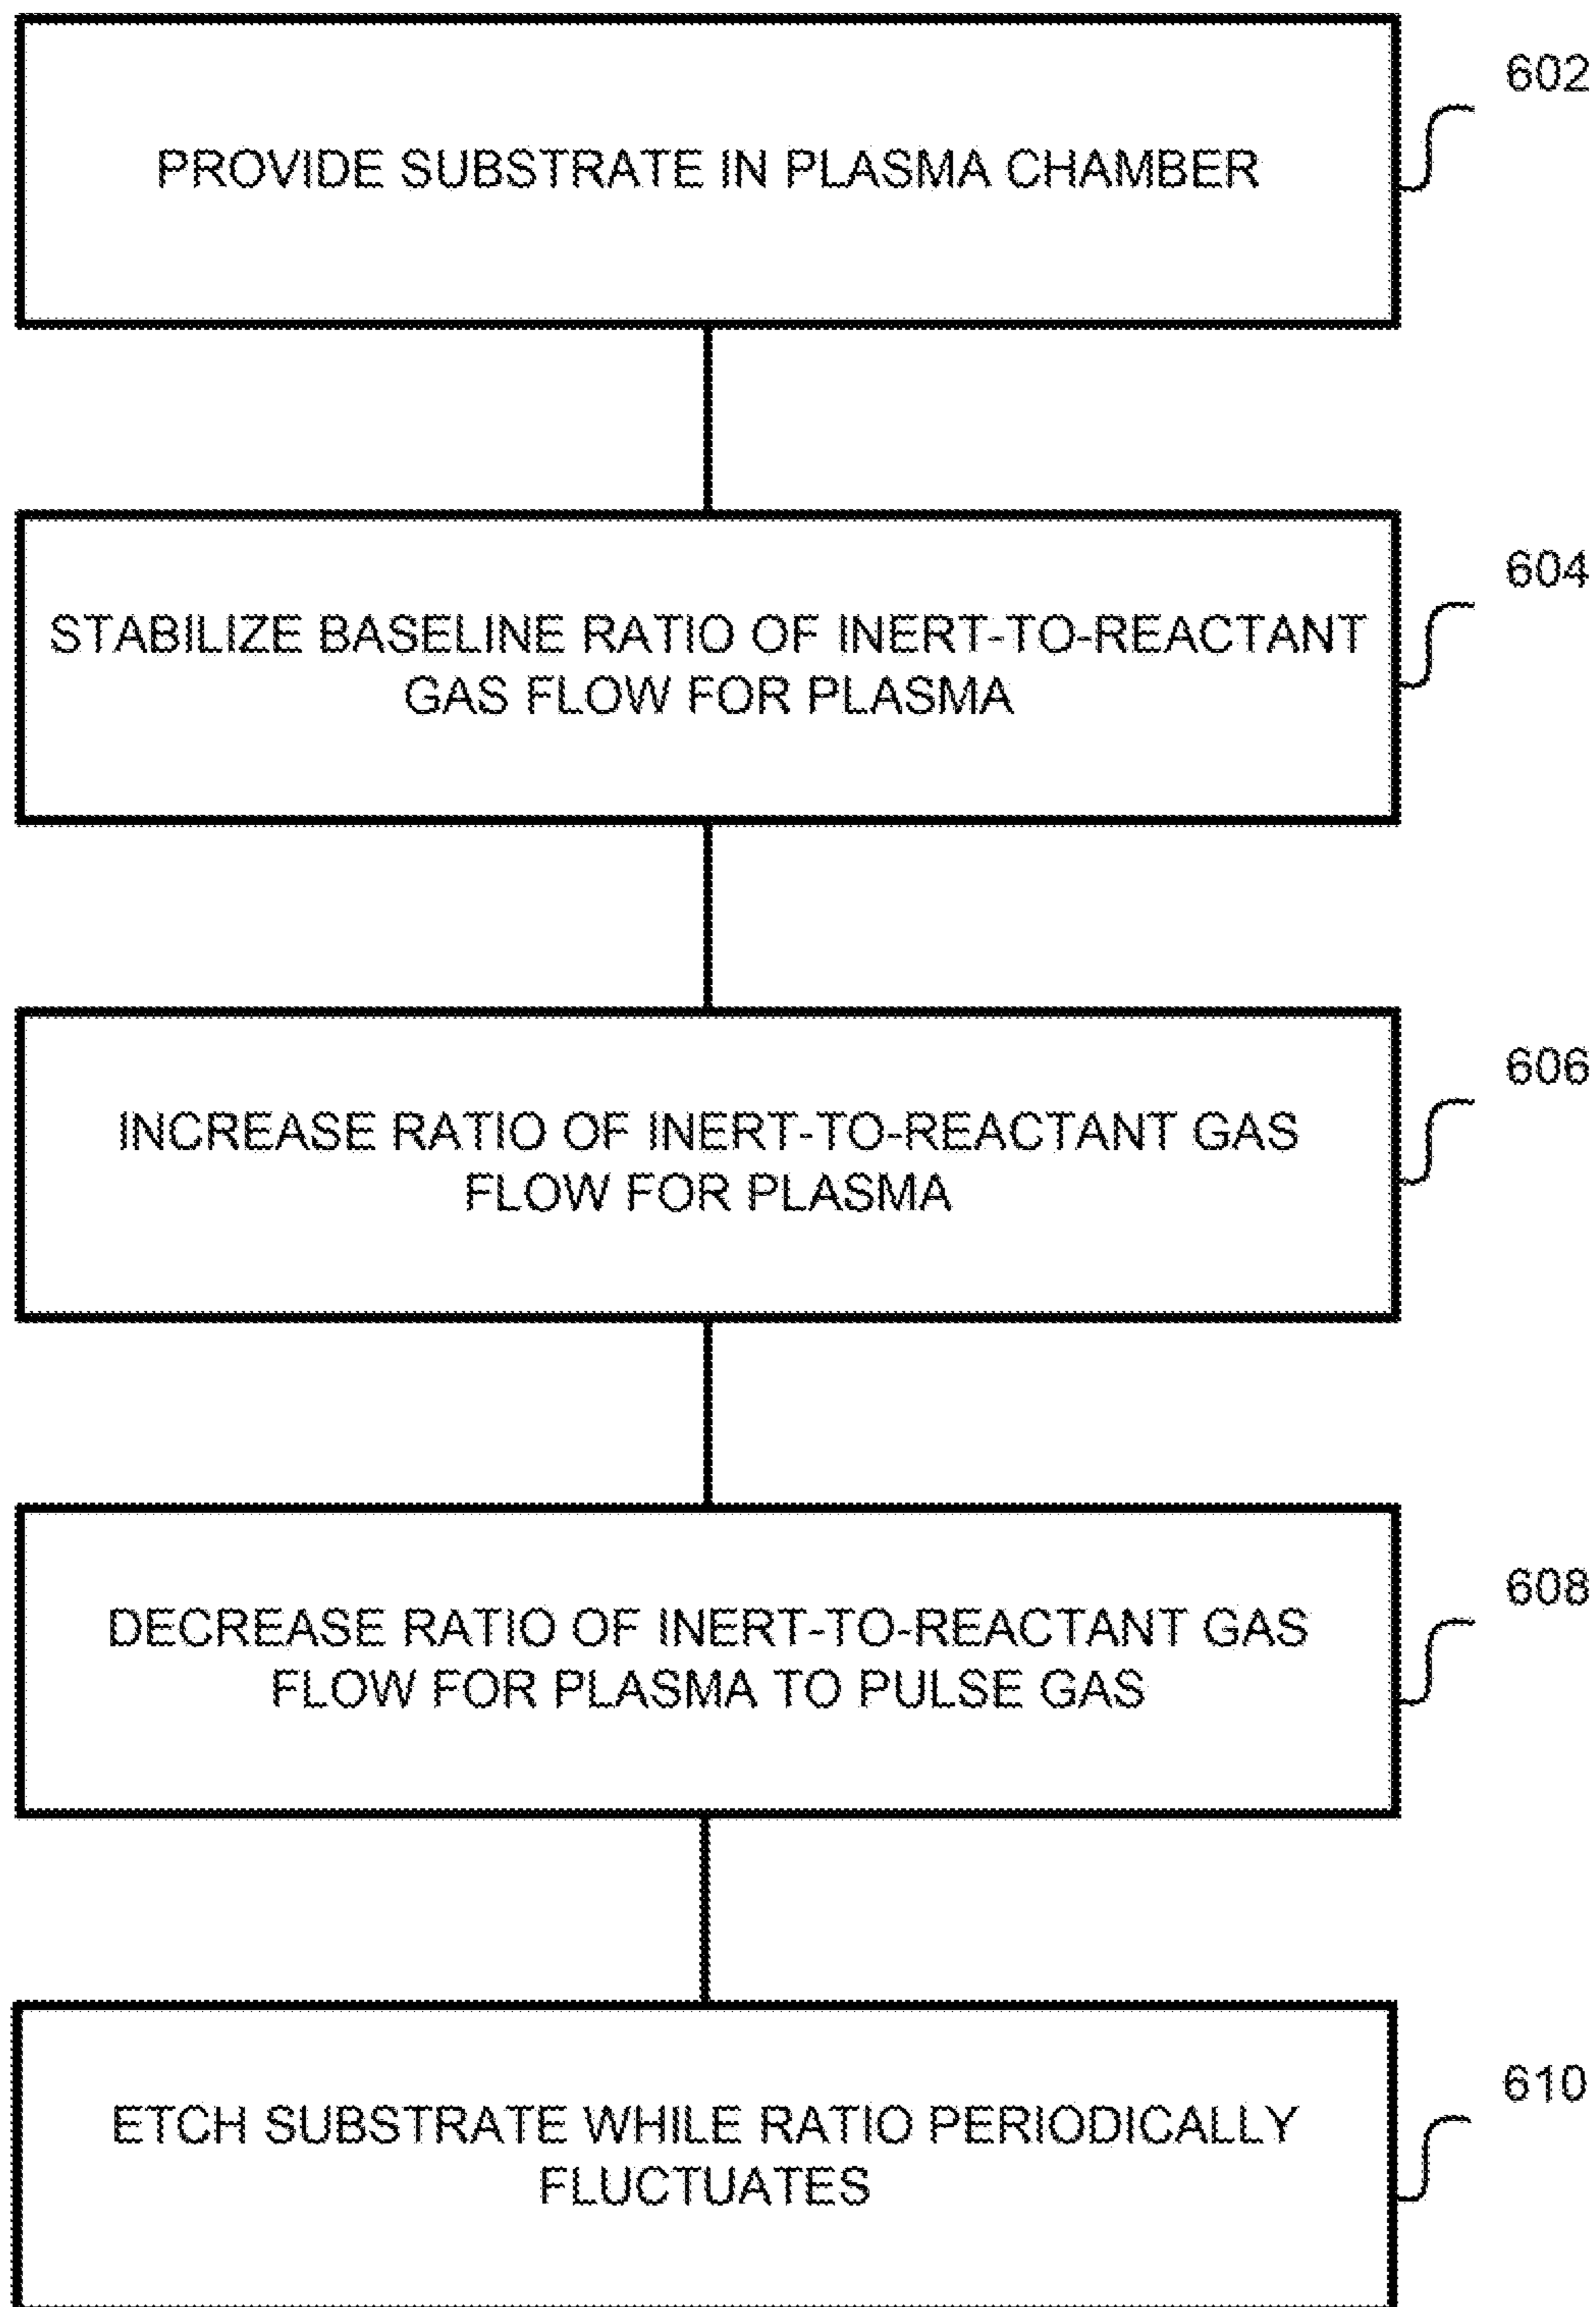 602
PROVIDE SUBSTRATE IN PLASMA CHAMBER
604
STABILIZE BASELINE RATIO OF INERT-TO-REACTANT
GAS FLOW FOR PLASMA
606
INCREASE RATIO OF INERT-TO-REACTANT GAS
FLOW FOR PLASMA
608
DECREASE RATIO OF INERT-TO-REACTANT GAS
FLOW FOR PLASMA TO PULSE GAS
610
ETCH SUBSTRATE WHILE RATIO PERIODICALLY
FLUCTUATES